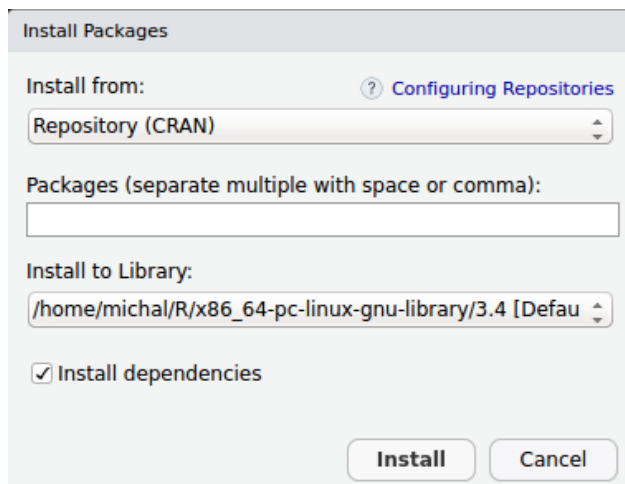 Install Packages
Install from:
? Configuring Repositories
Repository (CRAN)
Packages (separate multiple with space or comma):
Install to Library:
/home/michal/R/x86_64-pc-linux-gnu-library/3.4 [Defau
Install dependencies
Install Cancel